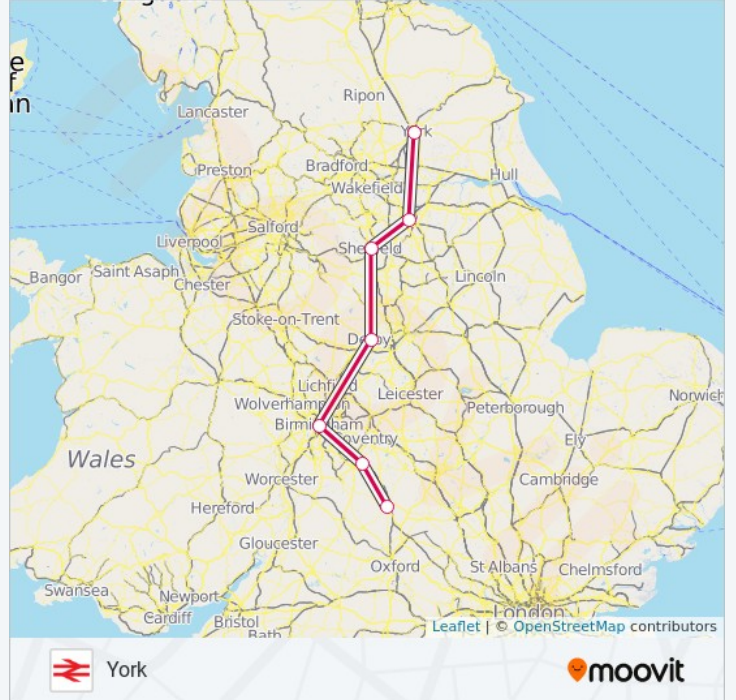 e
f
an
Ripon
Lancaster
York
Bradford
Preston
Hull
Wakefield
Salford
Liverpool
Sheffield
Saint Asaph
Bangor
Lincoln
Chester
Stoke-on-Trent
Derby
Lichfield
Leicester
Norwich
Wolverhampton
Peterborough
Birmingham
Coventry
Ely
Wales
Worcester
Cambridge
Hereford
Gloucester
Oxford
St Albans
Chelmsford
Swansea
Newport
London
Cardiff
Bristol
Bath
Leaflet | © OpenStreetMap contributors
York
moovit